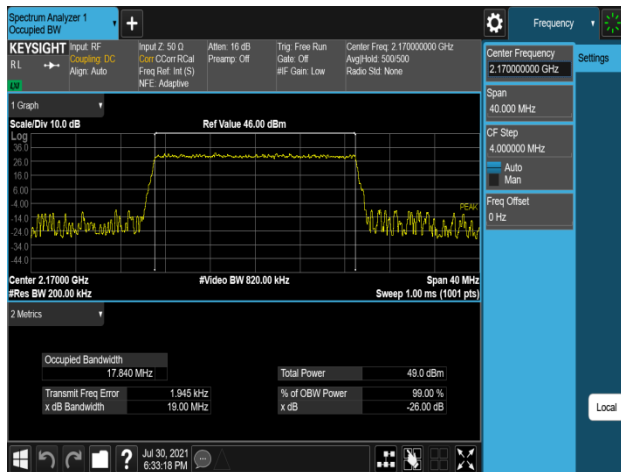 Spectrum Analyzer 1
Occupied BW
Frequency
KEYSIGHT Input: RF
RL
Coupling: DC
Align: Auto
Input Z: 50 Ω
Corr CCorr RCal
Freq Ref: Int (S)
NFE: Adaptive
Atten: 16 dB
Preamp: Off
Trig: Free Run
Gate: Off
#IF Gain: Low
Center Freq: 2.170000000 GHz
Avg|Hold: 500/500
Radio Std: None
1 Graph
Scale/Div 10.0 dB
Ref Value 46.00 dBm
Log
36.0
26.0
16.0
6.00
-4.00
-14.0
-24.0
-34.0
-44.0
PEAK
Center 2.17000 GHz
#Video BW 820.00 kHz
Span 40 MHz
#Res BW 200.00 kHz
Sweep 1.00 ms (1001 pts)
2 Metrics
Occupied Bandwidth
17.840 MHz
Total Power 49.0 dBm
Transmit Freq Error 1.945 kHz
% of OBW Power 99.00 %
x dB Bandwidth 19.00 MHz
x dB -26.00 dB
Center Frequency
2.170000000 GHz
Settings
Span
40.000 MHz
CF Step
4.000000 MHz
Auto
Man
Freq Offset
0 Hz
Local
?
Jul 30, 2021
6:33:18 PM